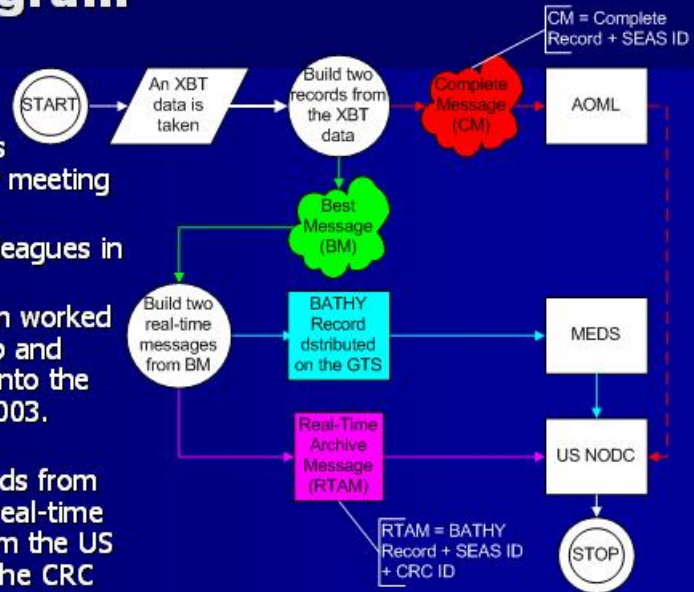 CM = Complete
Record + SEAS ID
START
An XBT
data is
taken
Build two
records from
the XBT
data
Complete
Message
(CM)
AOML
meeting
Best
Message
(BM)
leagues in
Build two
real-time
messages
from BM
BATHY
Record
dstributed
on the GTS
MEDS
worked
and
nto the
003.
Real-Time
Archive
Message
(RTAM)
US NODC
ds from
eal-time
m the US
he CRC
RTAM = BATHY
Record + SEAS ID
+ CRC ID
STOP